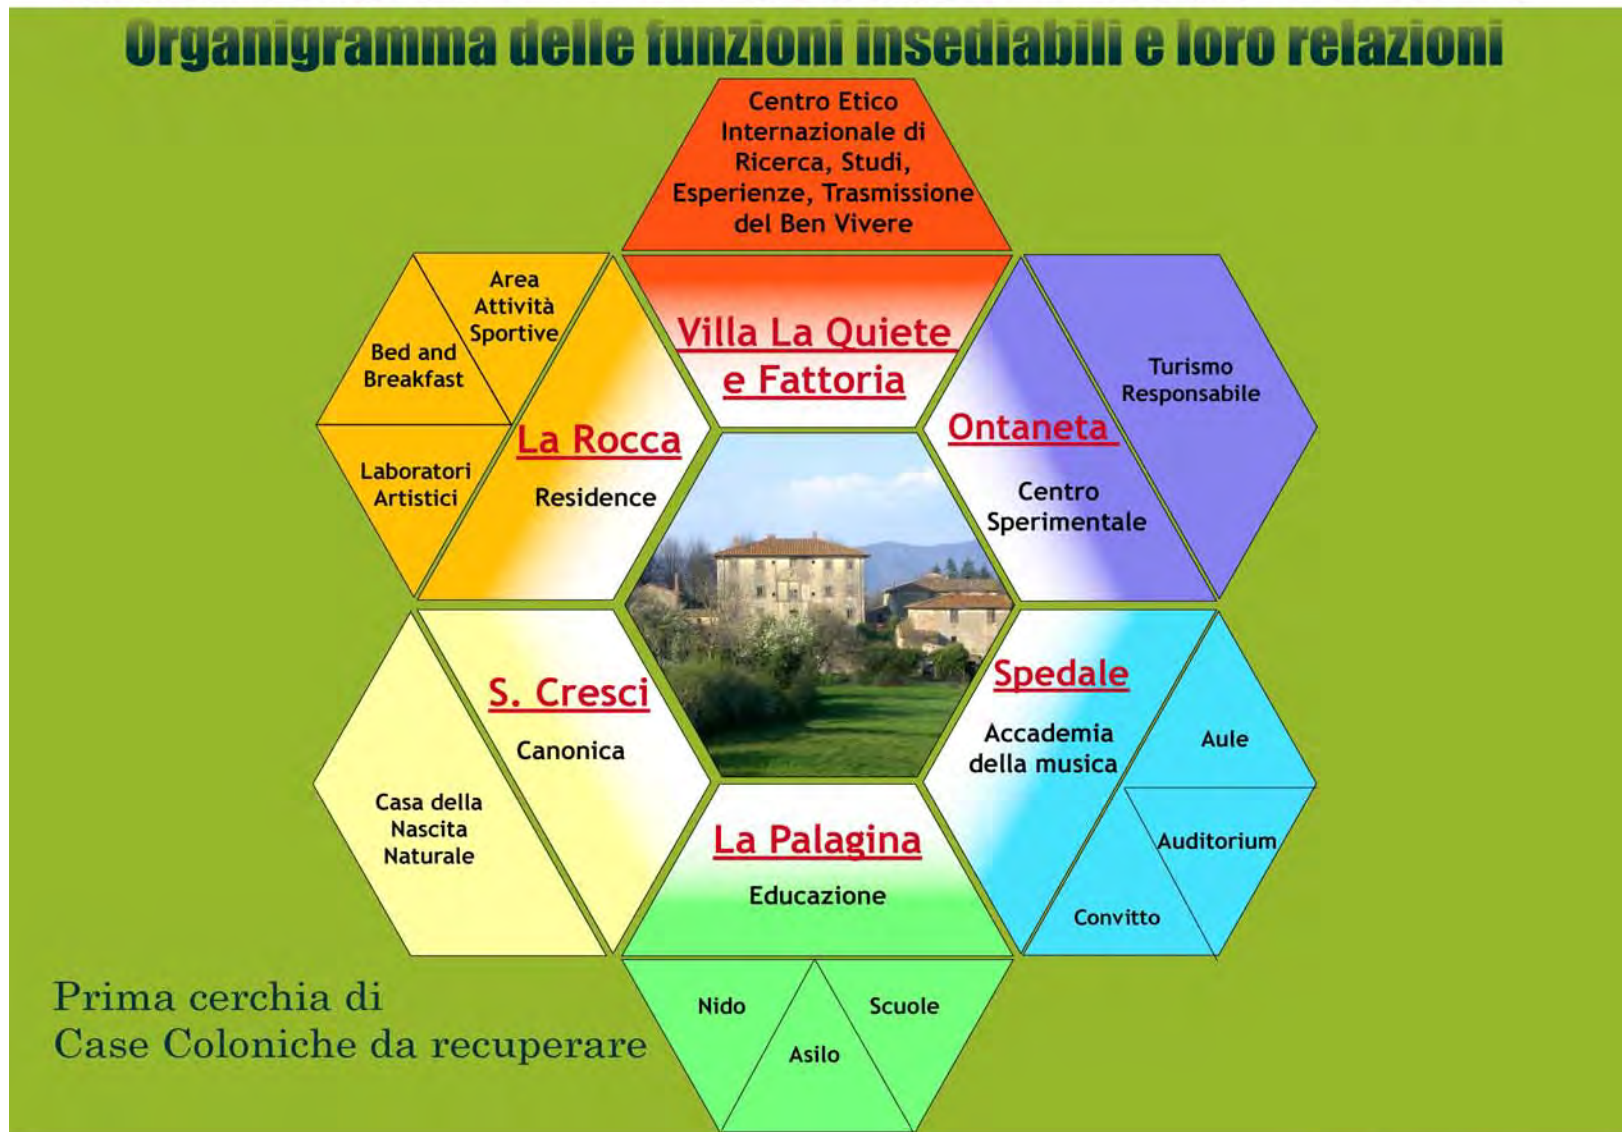 Organigramma delle funzioni insediabili e loro relazioni
Centro Etico
Internazionale di
Ricerca, Studi,
Esperienze, Trasmissione
del Ben Vivere
Villa La Quiete
e Fattoria
Area
Attività
Sportive
Bed and
Breakfast
Laboratori
Artistici
La Rocca
Residence
Ontaneta
Centro
Sperimentale
Turismo
Responsabile
S. Cresci
Canonica
Casa della
Nascita
Naturale
Spedale
Accademia
della musica
Aule
Auditorium
Convitto
La Palagina
Educazione
Nido
Asilo
Scuole
Prima cerchia di
Case Coloniche da recuperare